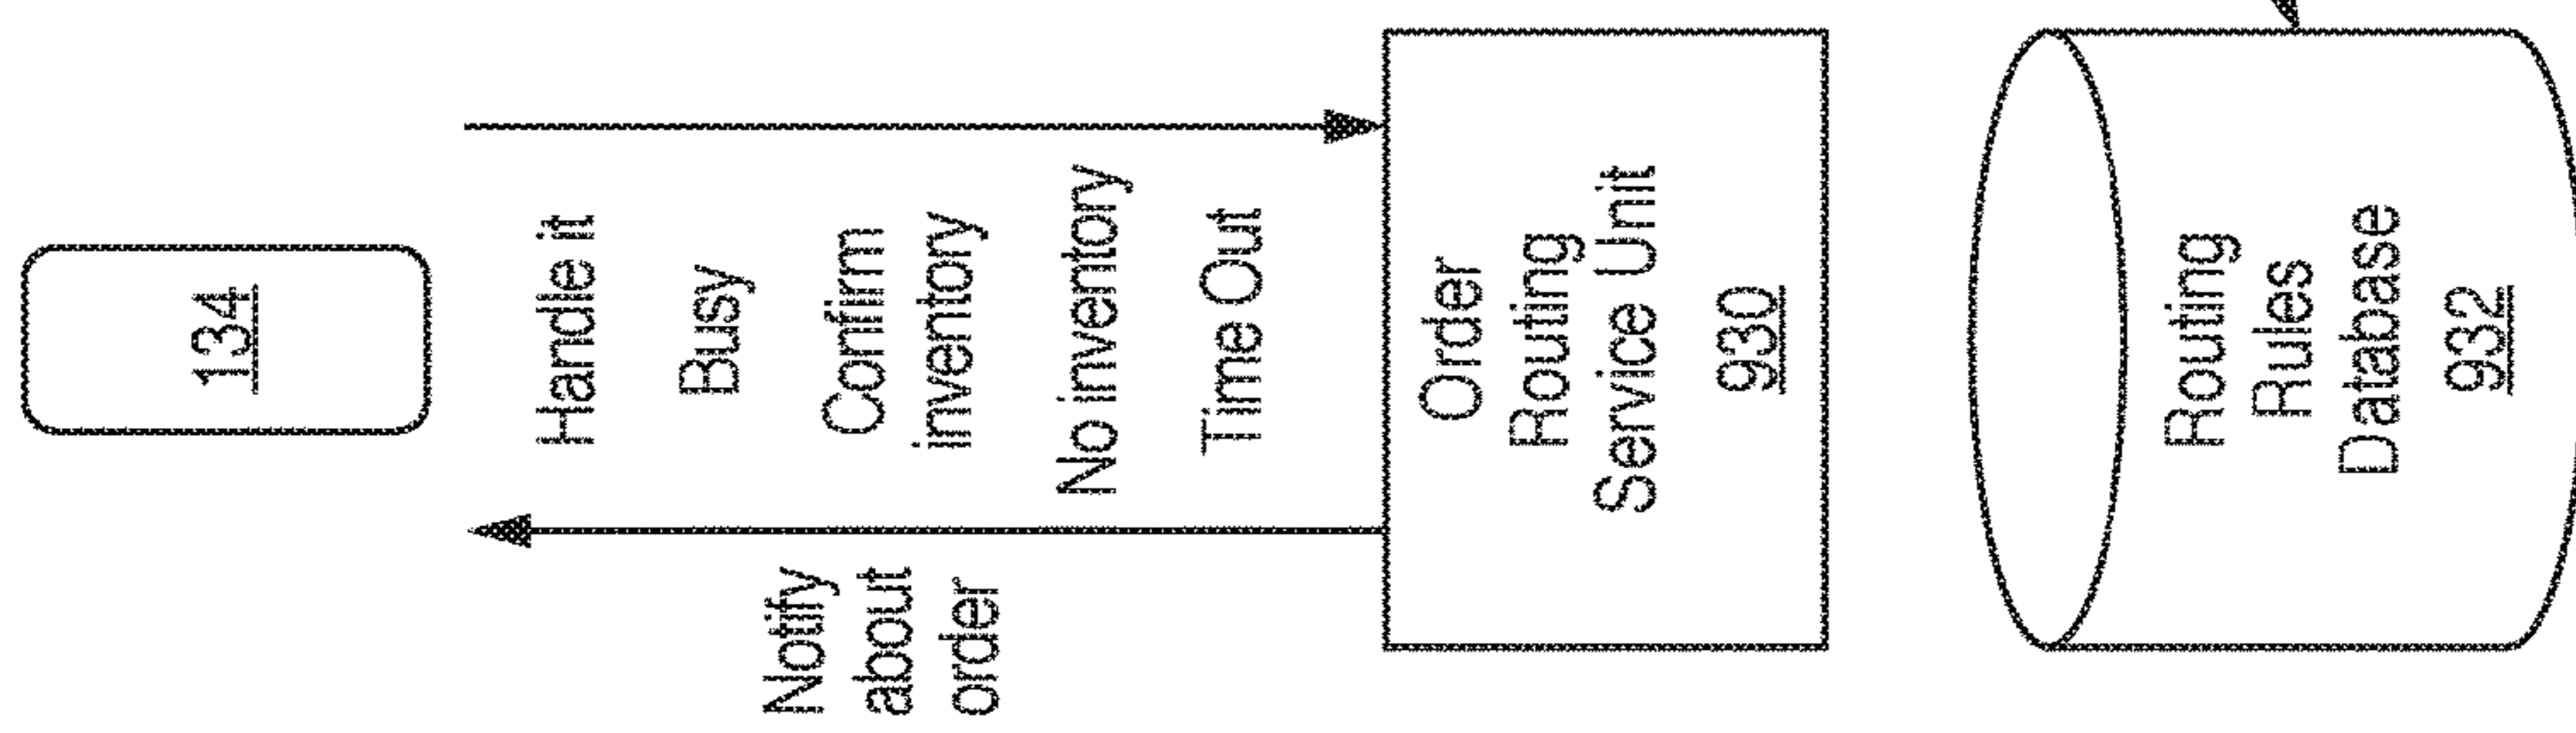 134
Handle it
Busy
Confirm
inventory
No inventory
Time Out
Notify
about
order
Order
Routing
Service Unit
930
Routing
Rules
Database
932